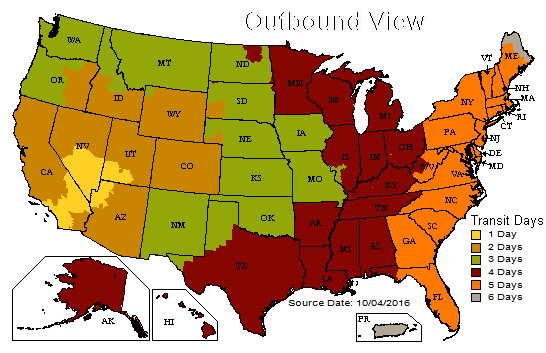 Outbound View
WA
MT
ND
MN
OR
ID
SD
WI
MI
VT
ME
NH
MA
NY
RI
CT
WY
NE
IA
PA
NJ
NV
UT
IL
IN
OH
DE
MD
CA
CO
KS
MO
WV
VA
KY
NC
TN
AZ
NM
OK
AR
SC
MS
AL
GA
TX
LA
FL
AK
HI
PR
Transit Days
1 Day
2 Days
3 Days
4 Days
5 Days
6 Days
Source Date: 10/04/2016